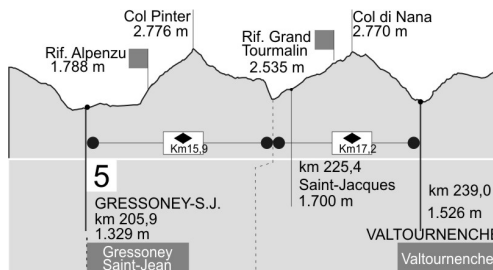 Col Pinter
2.776 m
Col di Nana
2.770 m
Rif. Alpenzu
1.788 m
Rif. Grand
Tourmalin
2.535 m
Km15,9
Km17,2
5
GRESSONEY-S.J.
km 205,9
1.329 m
km 225,4
Saint-Jacques
1.700 m
km 239,0
1.526 m
VALTOURNENCHE
Gressoney
Saint-Jean
Valtournenche